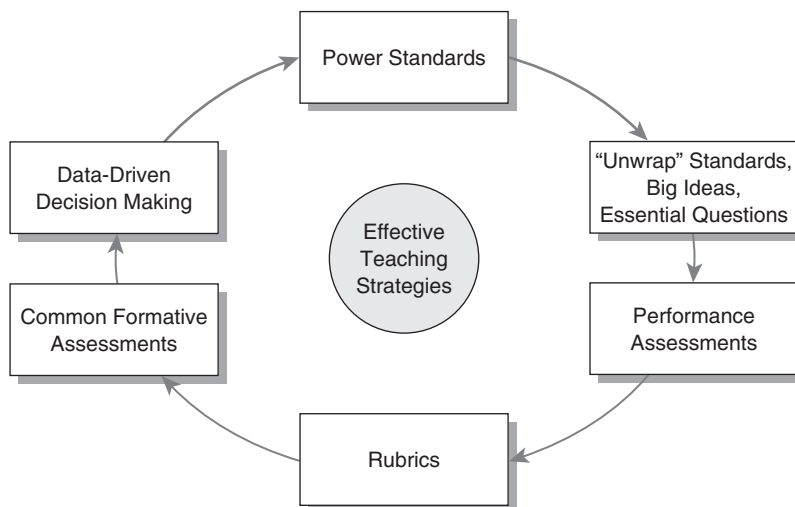 Power Standards
“Unwrap” Standards,
Big Ideas,
Essential Questions
Performance
Assessments
Rubrics
Common Formative
Assessments
Data-Driven
Decision Making
Effective
Teaching
Strategies